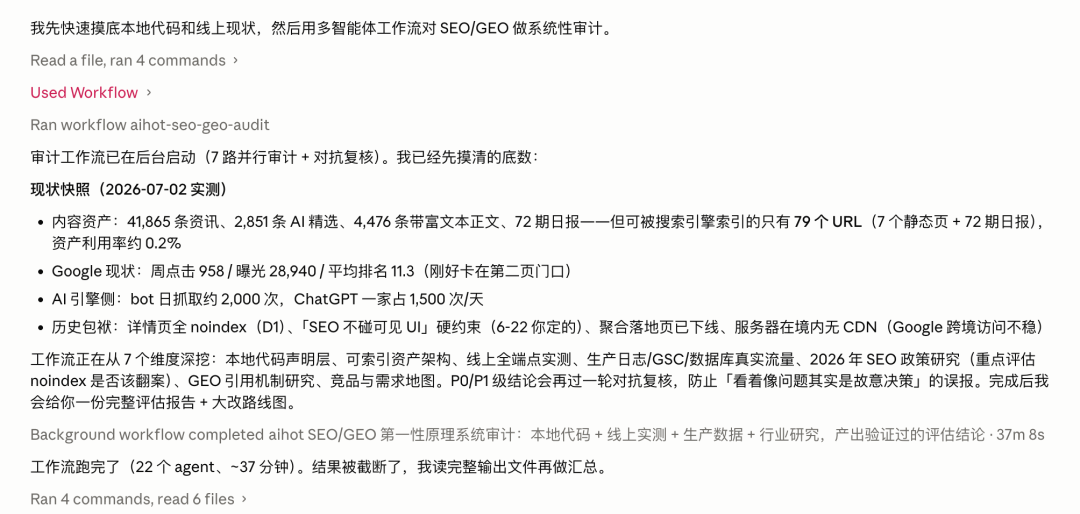 我先快速摸底本地代码和线上现状，然后用多智能体工作流对 SEO/GEO 做系统性审计。
Read a file, ran 4 commands ›
Used Workflow ›
Ran workflow aihot-seo-geo-audit
审计工作流已在后台启动（7 路并行审计 + 对抗复核）。我已经先摸清的底数：
现状快照（2026-07-02 实测）
• 内容资产：41,865 条资讯、2,851 条 AI 精选、4,476 条带富文本正文、72 期日报——但可被搜索引擎索引的只有 79 个 URL（7 个静态页 + 72 期日报），
资产利用率约 0.2%
• Google 现状：周点击 958 / 曝光 28,940 / 平均排名 11.3（刚好卡在第二页门口）
• AI 引擎侧：bot 日抓取约 2,000 次，ChatGPT 一家占 1,500 次/天
• 历史包袱：详情页全 noindex（D1）、「SEO 不碰可见 UI」硬约束（6-22 你定的）、聚合落地页已下线、服务器在境内无 CDN（Google 跨境访问不稳）
工作流正在从 7 个维度深挖：本地代码声明层、可索引资产架构、线上全端点实测、生产日志/GSC/数据库真实流量、2026 年 SEO 政策研究（重点评估
noindex 是否该翻案）、GEO 引用机制研究、竞品与需求地图。P0/P1 级结论会再过一轮对抗复核，防止「看着像问题其实是故意决策」的误报。完成后我
会给你一份完整评估报告 + 大改路线图。
Background workflow completed aihot SEO/GEO 第一性原理系统审计：本地代码 + 线上实测 + 生产数据 + 行业研究，产出验证过的评估结论 · 37m 8s
工作流跑完了（22 个 agent、~37 分钟）。结果被截断了，我读完整输出文件再做汇总。
Ran 4 commands, read 6 files ›